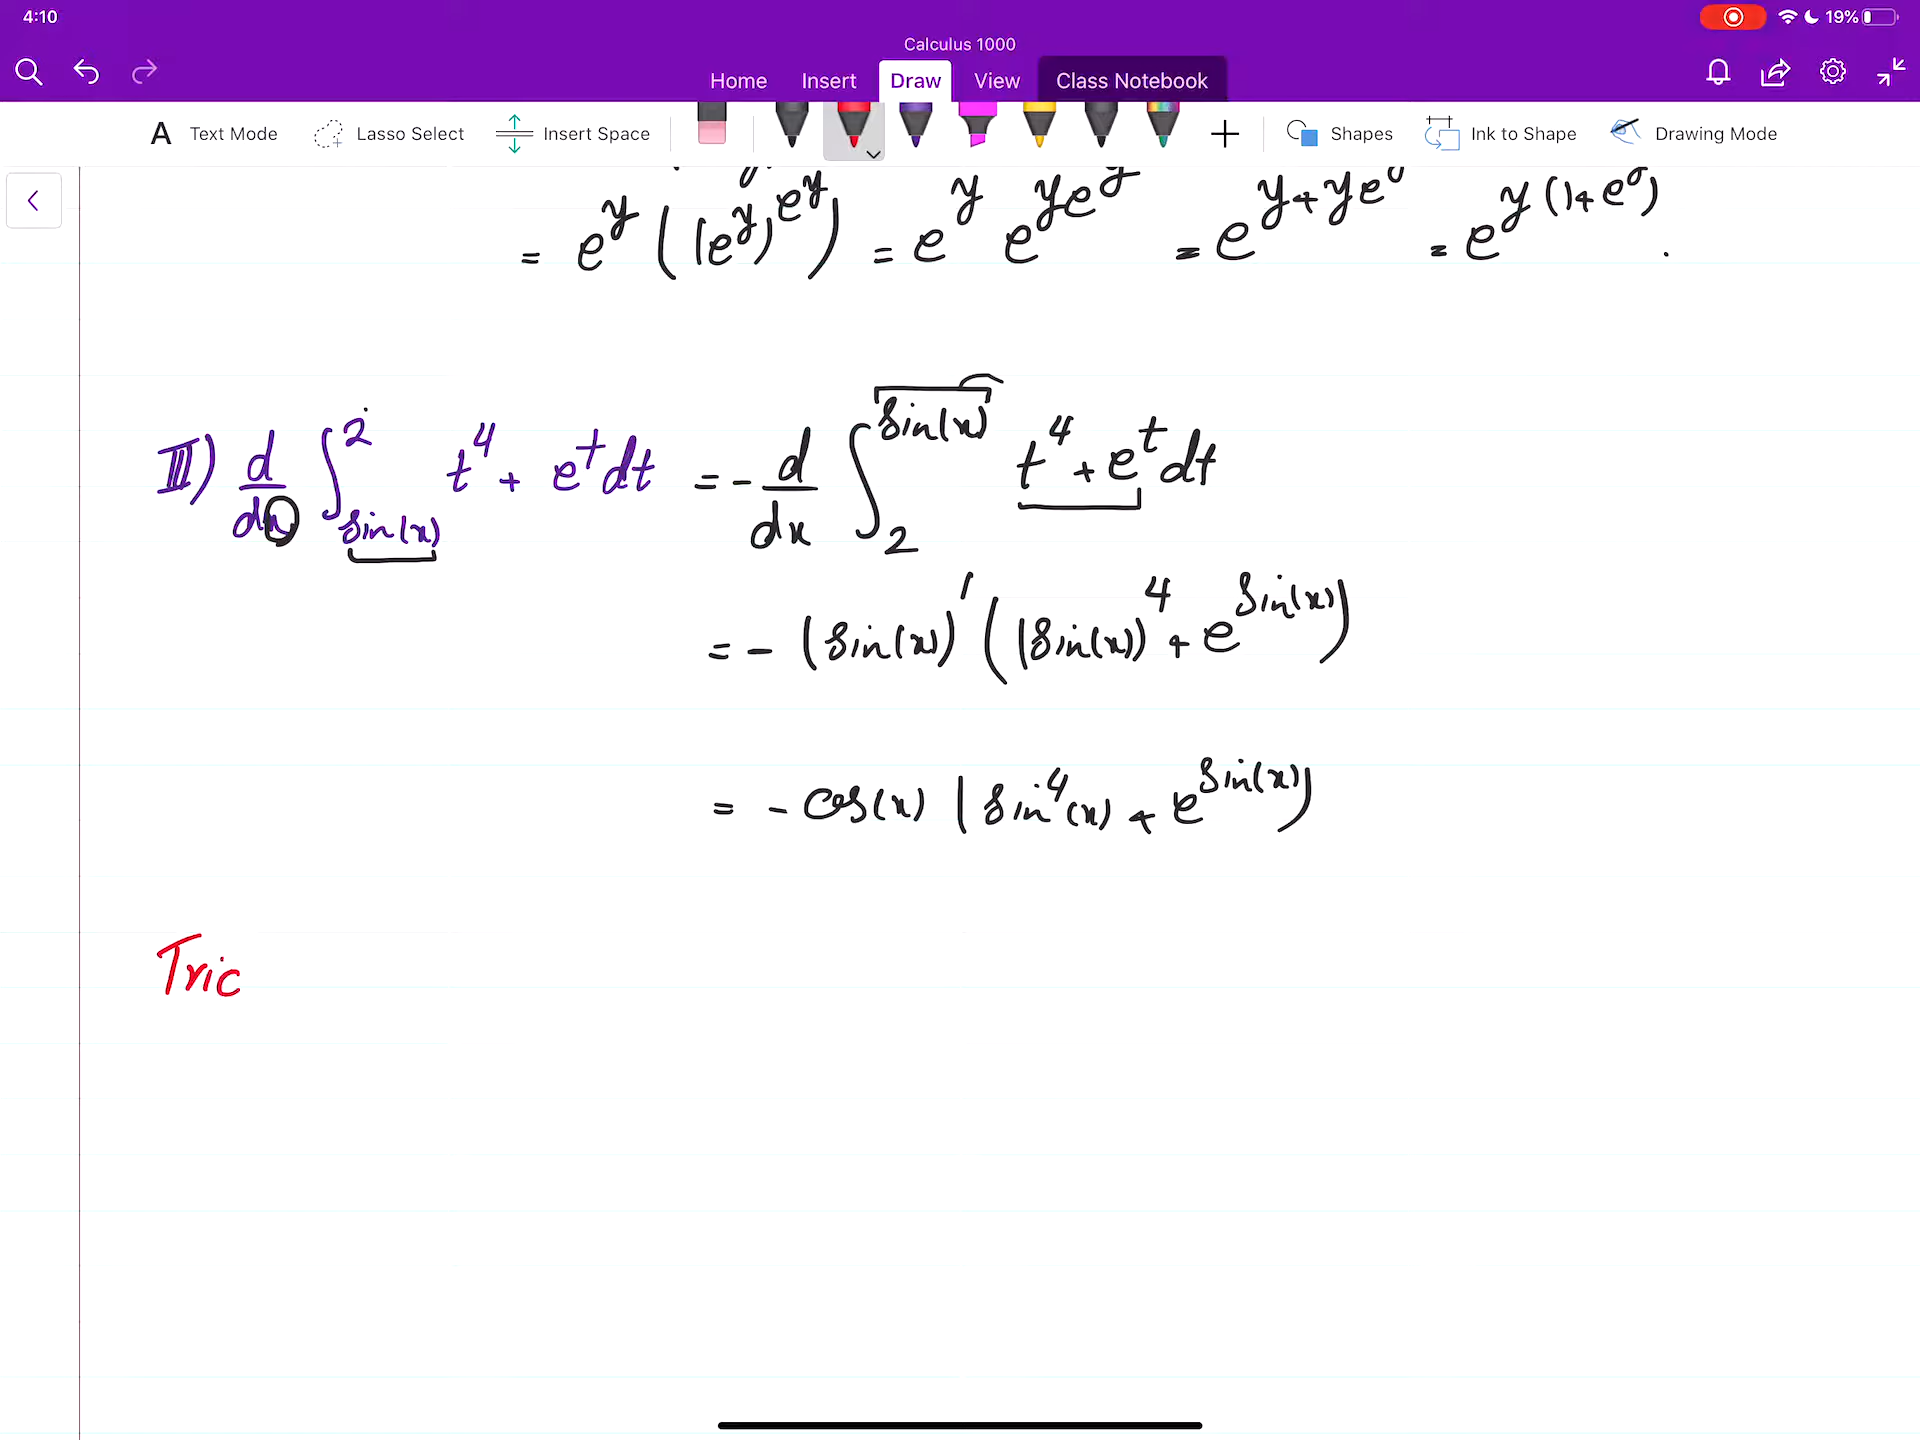 4:10
19%
Calculus 1000
Home Insert Draw View Class Notebook
A Text Mode Lasso Select Insert Space Shapes Ink to Shape Drawing Mode
= e^y ((e^y)^{e^y}) = e^y e^{ye^y} = e^{y+ye^y} = e^{y(1+e^y)} .
III) d/dx ∫_{sin(x)}^{2} t^4 + e^t dt = - d/dx ∫_{2}^{sin(x)} t^4 + e^t dt
= - (sin(x))' ((sin(x))^4 + e^{sin(x)})
= - cos(x) (sin^4(x) + e^{sin(x)})
Tric